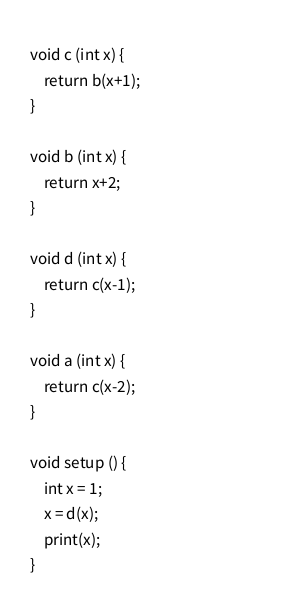 void c (int x) {
    return b(x+1);
}

void b (int x) {
    return x+2;
}

void d (int x) {
    return c(x-1);
}

void a (int x) {
    return c(x-2);
}

void setup () {
    int x = 1;
    x = d(x);
    print(x);
}